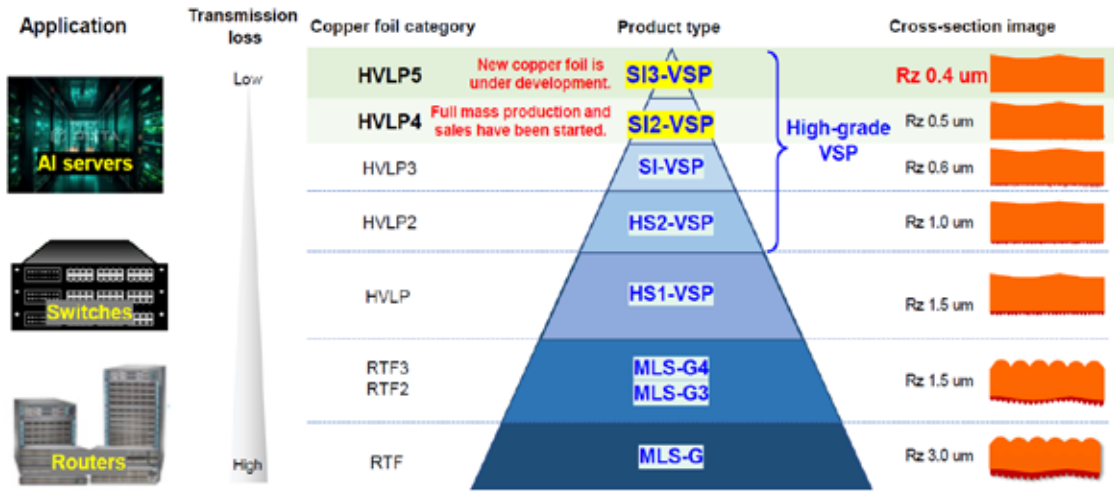 Application
Transmission
loss
Copper foil category
Product type
Cross-section image
Low
HVLP5
New copper foil is
under development.
SI3-VSP
Rz 0.4 um
HVLP4
Full mass production and
sales have been started.
SI2-VSP
High-grade
VSP
Rz 0.5 um
AI servers
HVLP3
SI-VSP
Rz 0.6 um
HVLP2
HS2-VSP
Rz 1.0 um
Switches
HVLP
HS1-VSP
Rz 1.5 um
RTF3
RTF2
MLS-G4
MLS-G3
Rz 1.5 um
Routers
High
RTF
MLS-G
Rz 3.0 um